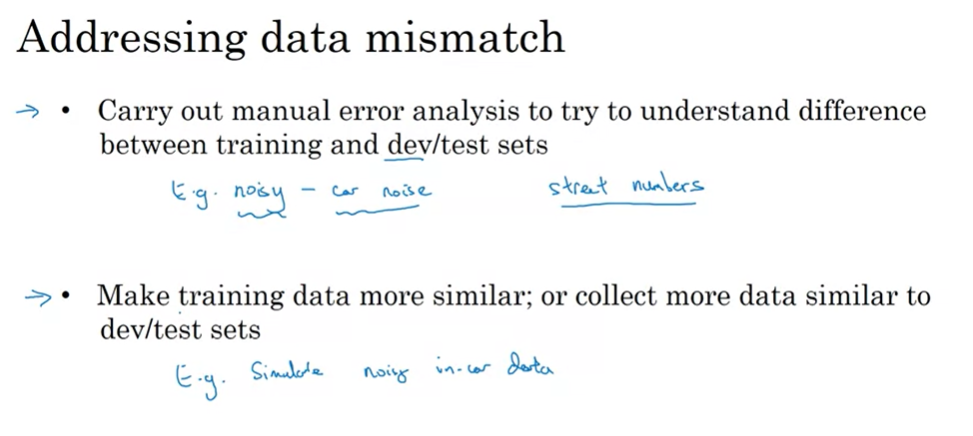 Addressing data mismatch
→ • Carry out manual error analysis to try to understand difference
between training and dev/test sets
E.g. noisy - car noise street numbers
→ • Make training data more similar; or collect more data similar to
dev/test sets
E.g. Simulate noisy in-car data